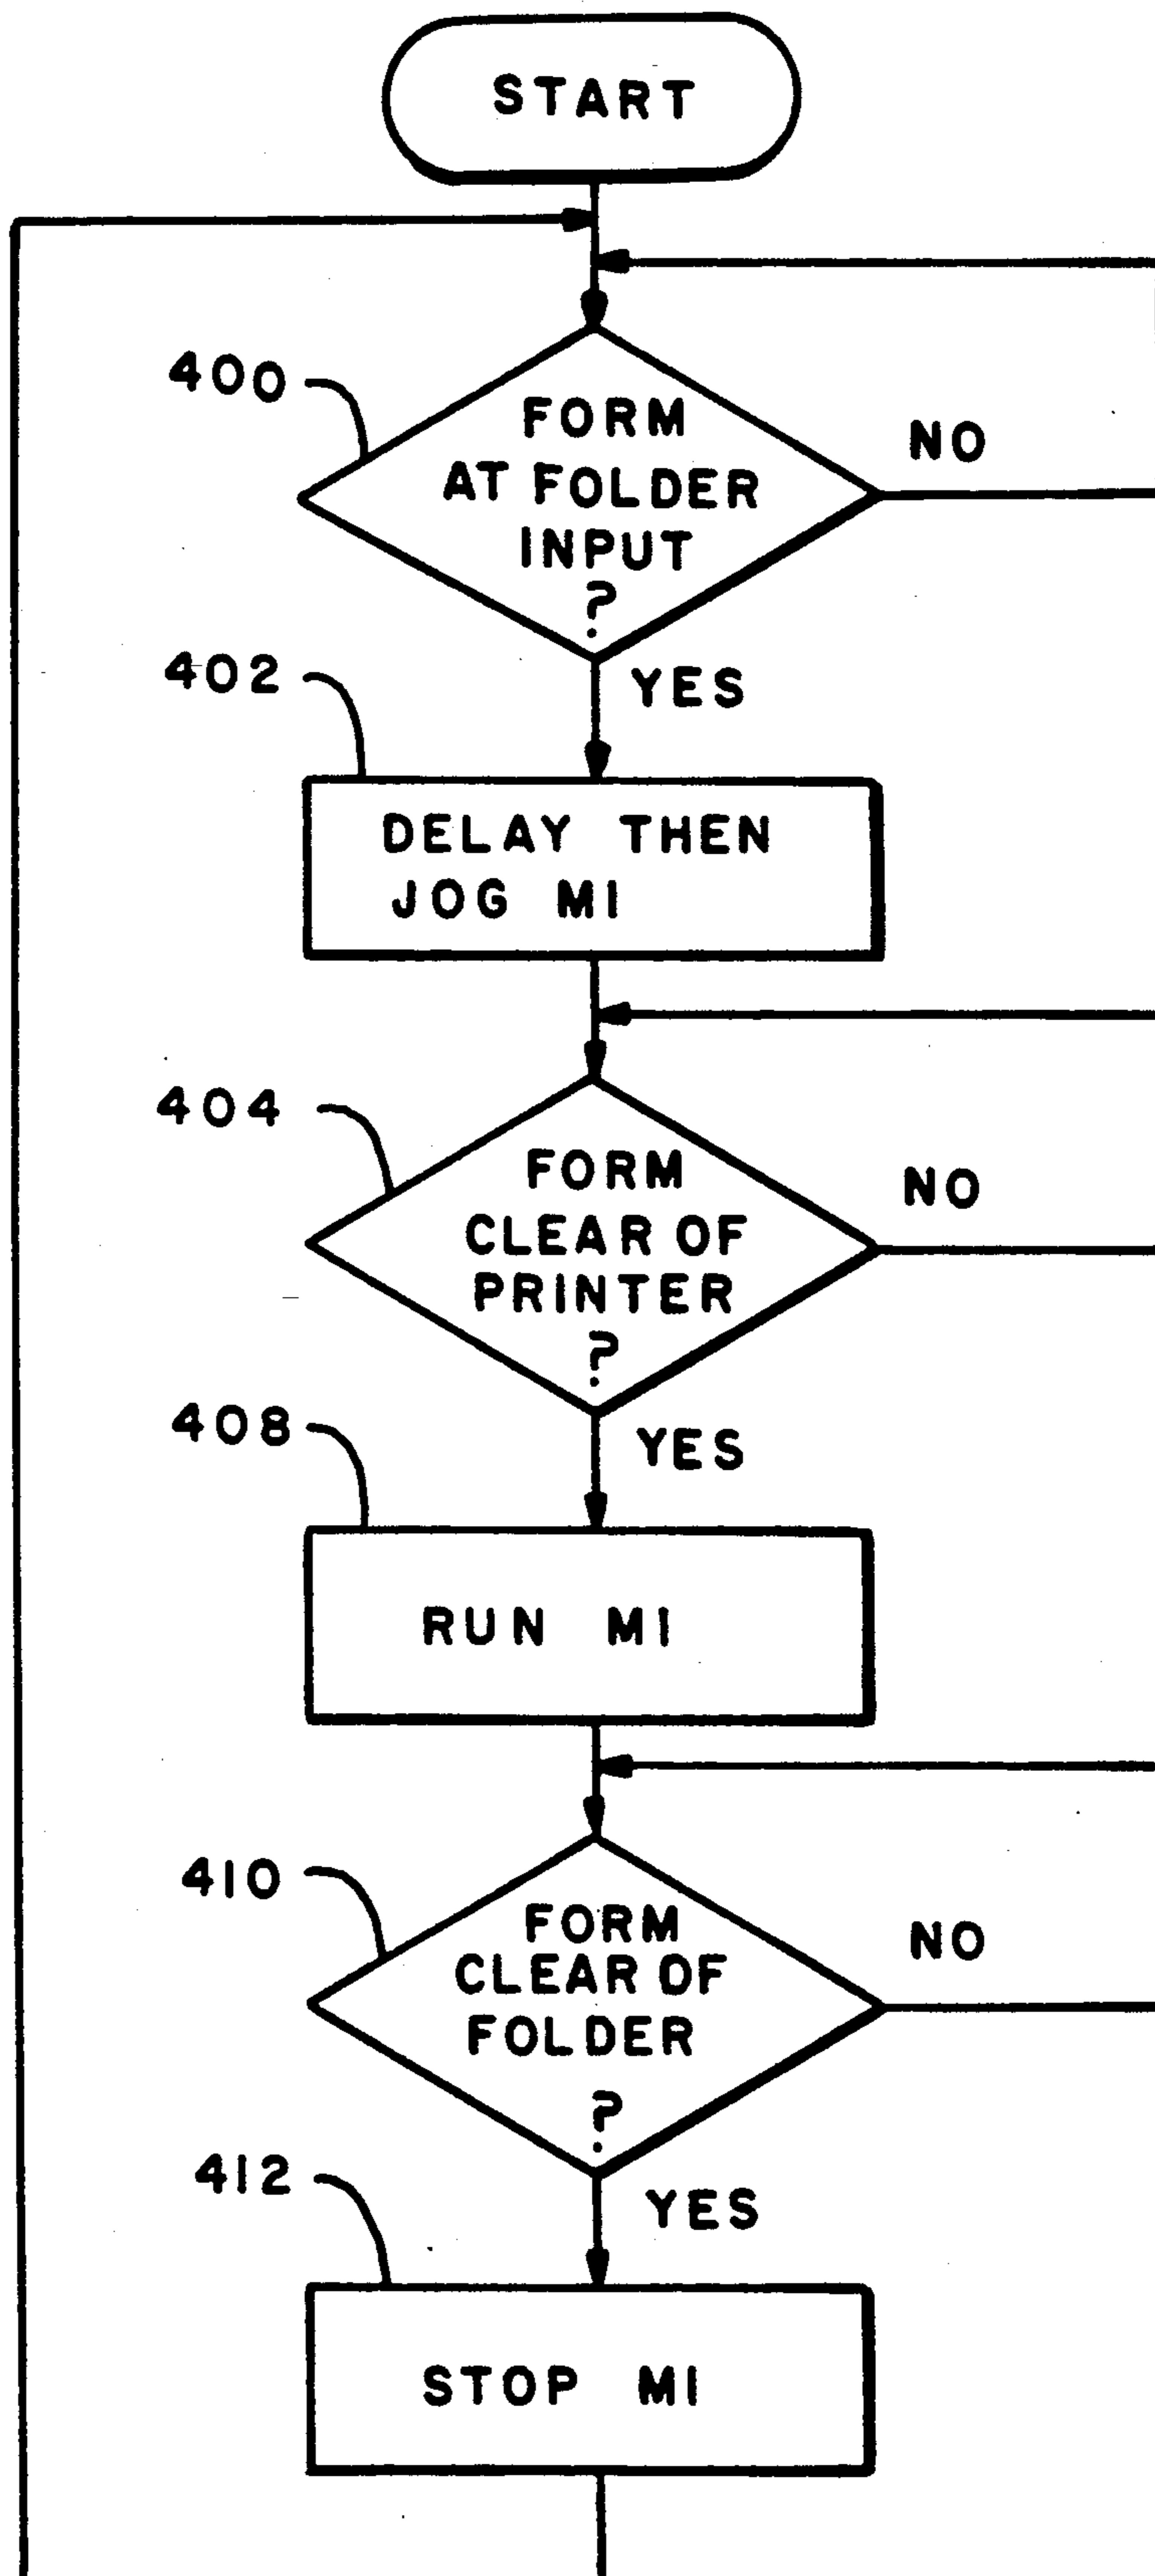 START
400
FORM
AT FOLDER
INPUT
?
NO
YES
402
DELAY THEN
JOG M1
404
FORM
CLEAR OF
PRINTER
?
NO
YES
408
RUN M1
410
FORM
CLEAR OF
FOLDER
?
NO
YES
412
STOP M1